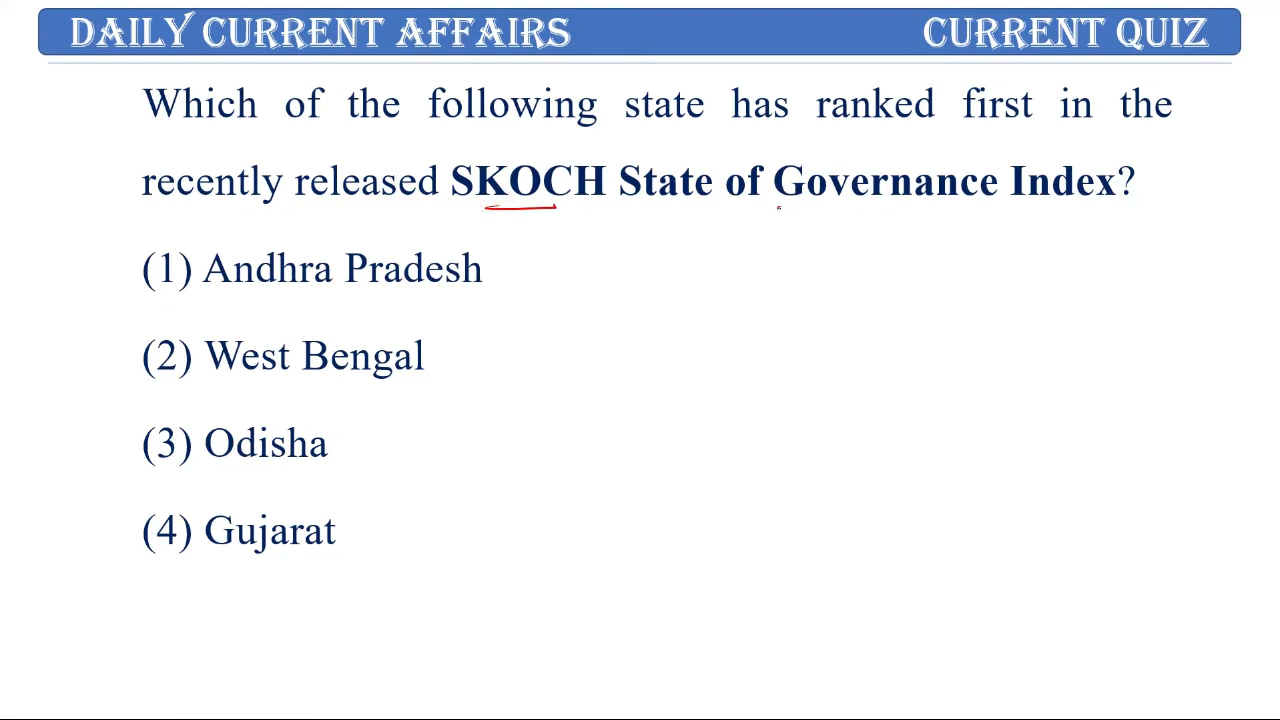 DAILY CURRENT AFFAIRS CURRENT QUIZ
Which of the following state has ranked first in the
recently released SKOCH State of Governance Index?
(1) Andhra Pradesh
(2) West Bengal
(3) Odisha
(4) Gujarat